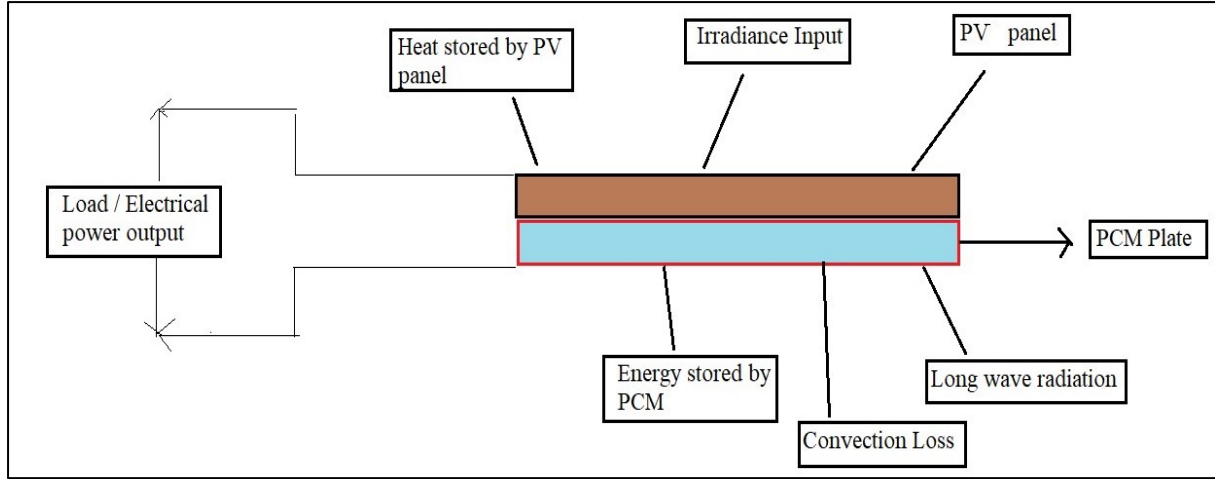 Heat stored by PV
panel
Irradiance Input
PV panel
Load / Electrical
power output
PCM Plate
Energy stored by
PCM
Long wave radiation
Convection Loss